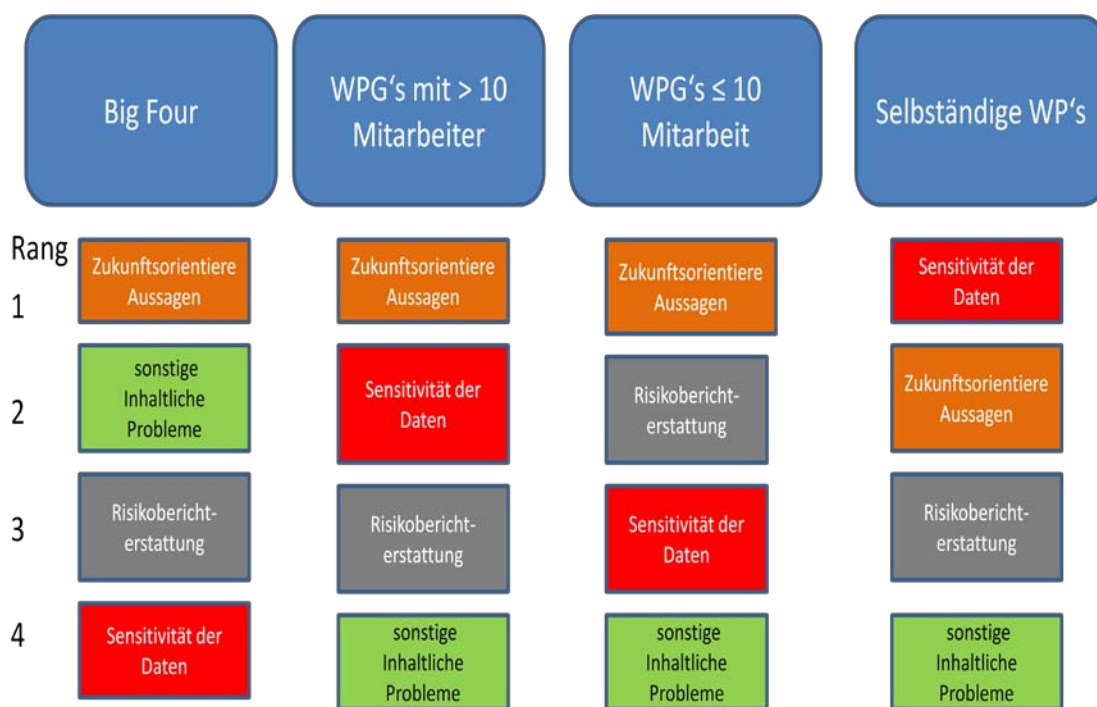 Big Four
WPG‘s mit > 10
Mitarbeiter
WPG‘s ≤ 10
Mitarbeit
Selbständige WP‘s
Rang
1
Zukunftsorientiere
Aussagen
Zukunftsorientiere
Aussagen
Zukunftsorientiere
Aussagen
Sensitivität der
Daten
2
sonstige
Inhaltliche
Probleme
Sensitivität der
Daten
Risikobericht-
erstattung
Zukunftsorientiere
Aussagen
3
Risikobericht-
erstattung
Risikobericht-
erstattung
Sensitivität der
Daten
Risikobericht-
erstattung
4
Sensitivität der
Daten
sonstige
Inhaltliche
Probleme
sonstige
Inhaltliche
Probleme
sonstige
Inhaltliche
Probleme